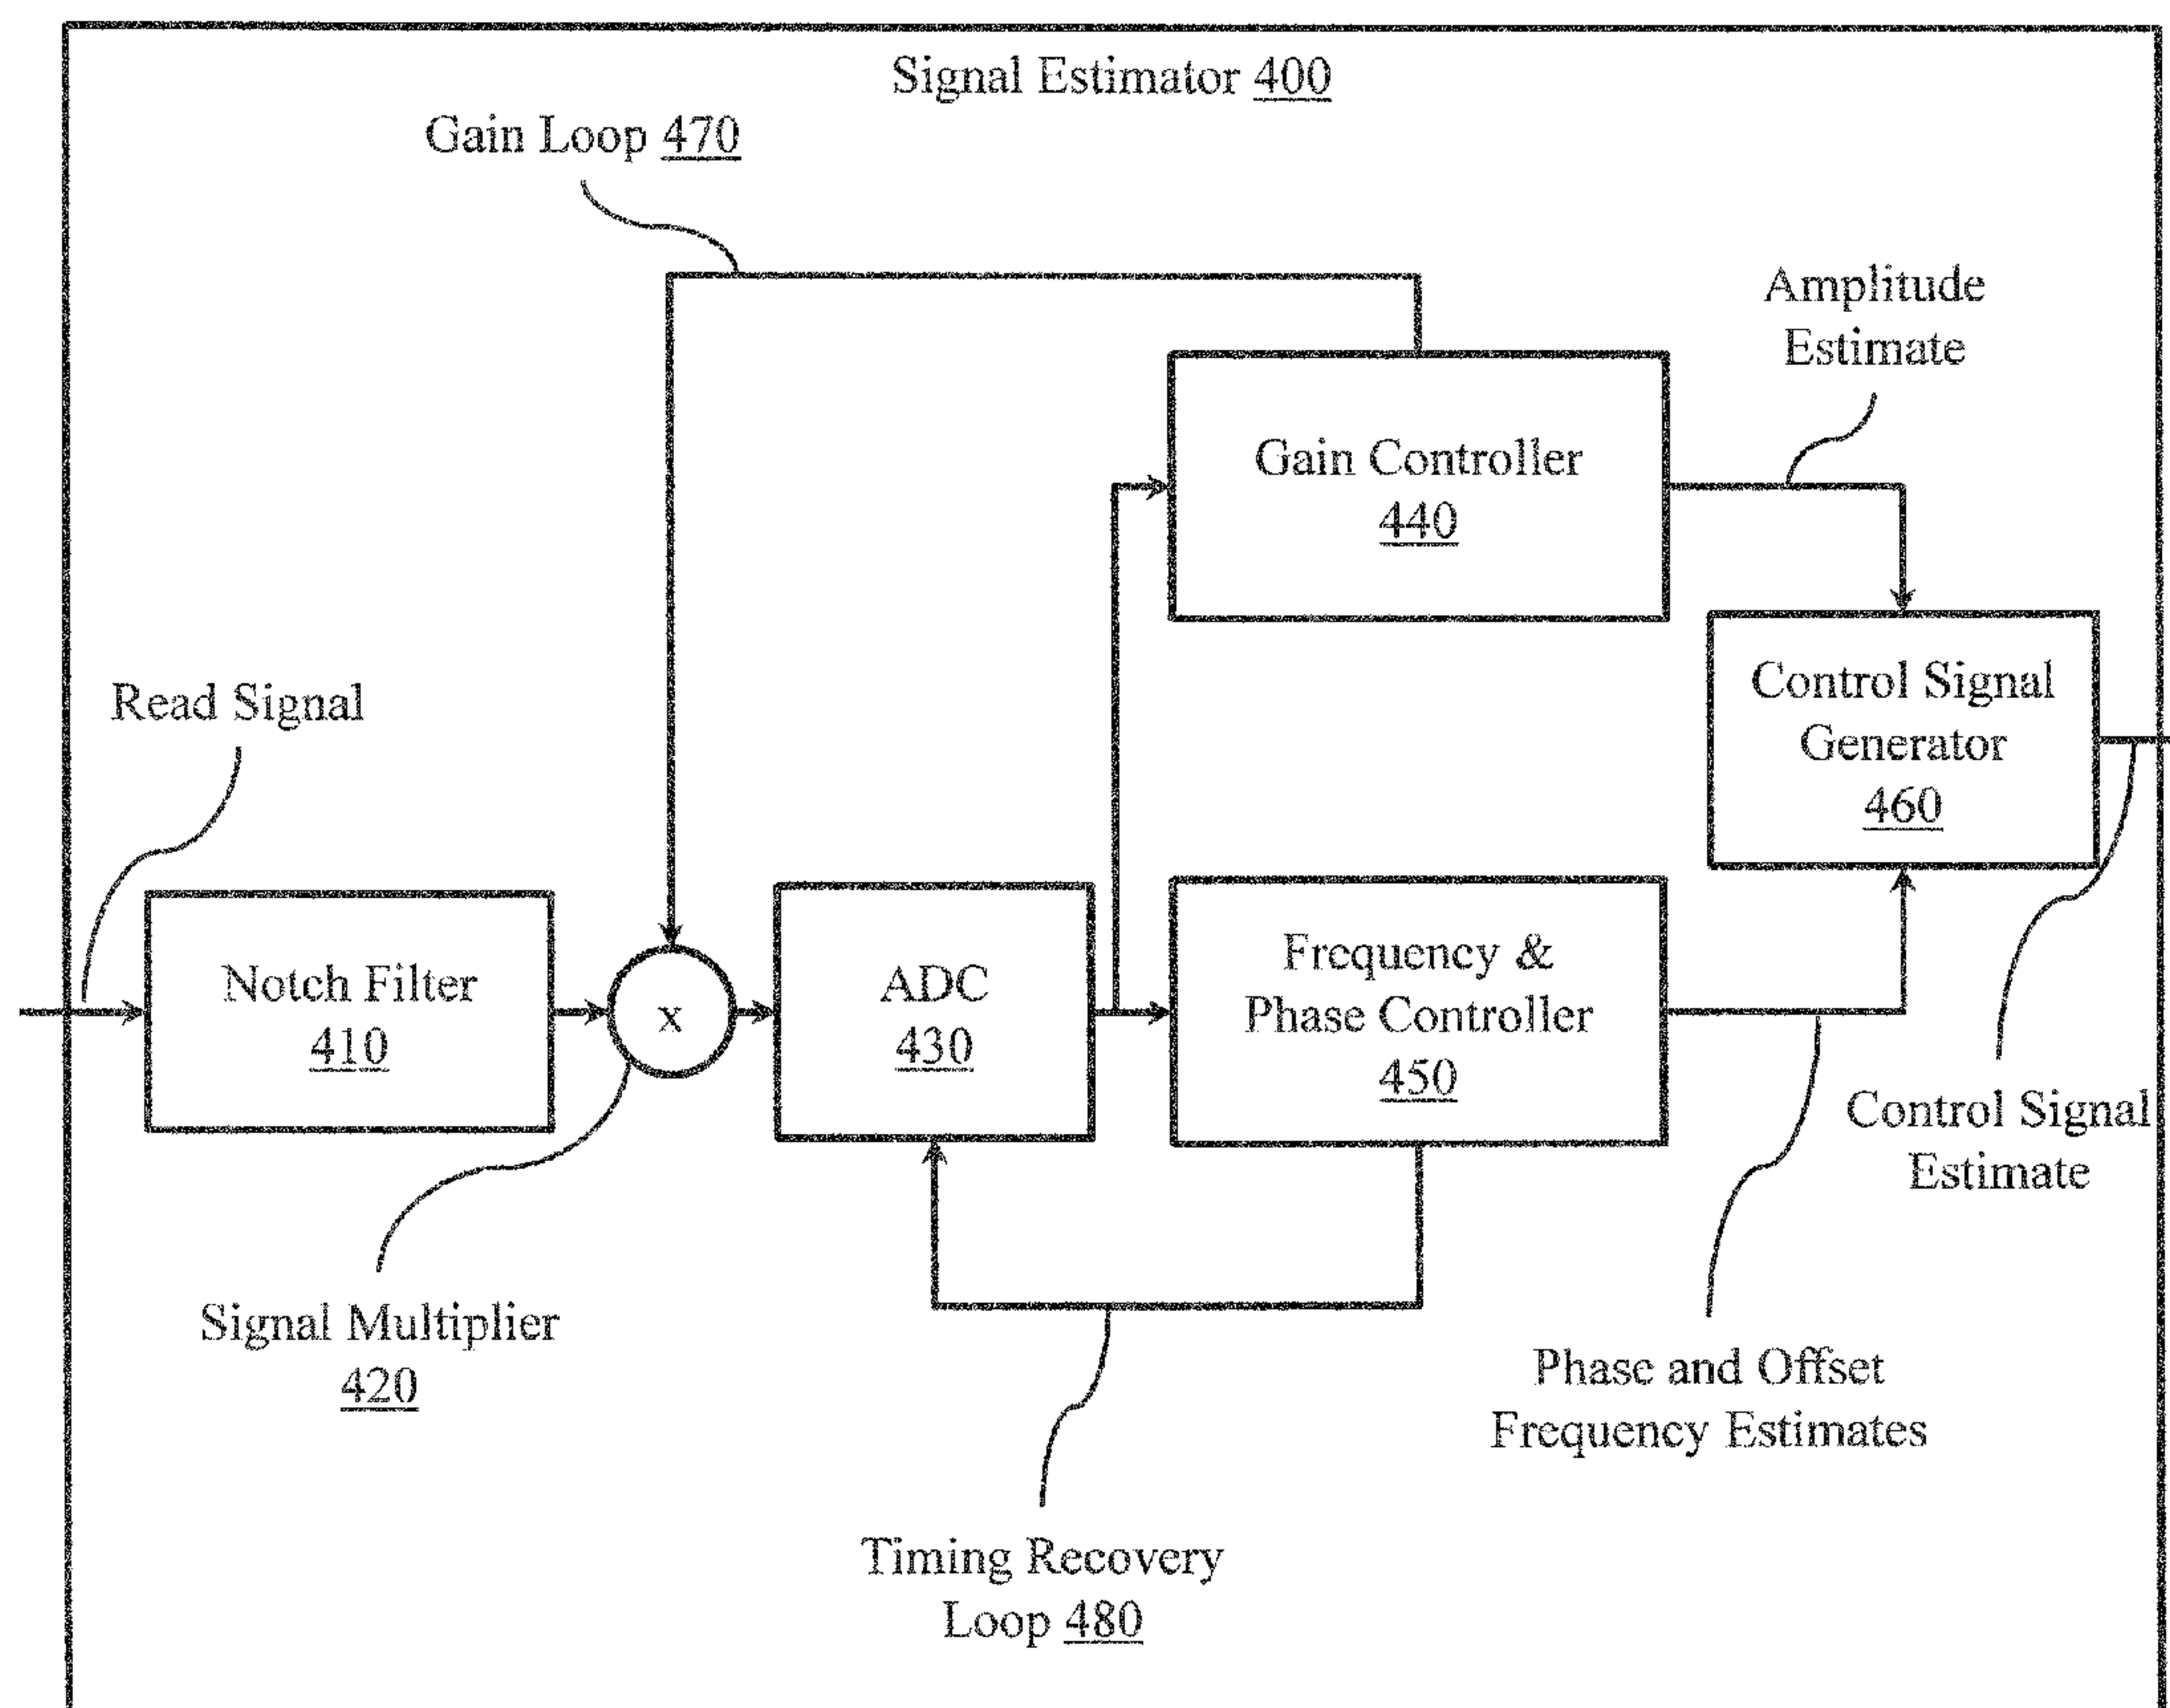 Signal Estimator 400
Gain Loop 470
Amplitude
Estimate
Gain Controller
440
Read Signal
Control Signal
Generator
460
Notch Filter
410
x
ADC
430
Frequency &
Phase Controller
450
Control Signal
Estimate
Signal Multiplier
420
Phase and Offset
Frequency Estimates
Timing Recovery
Loop 480